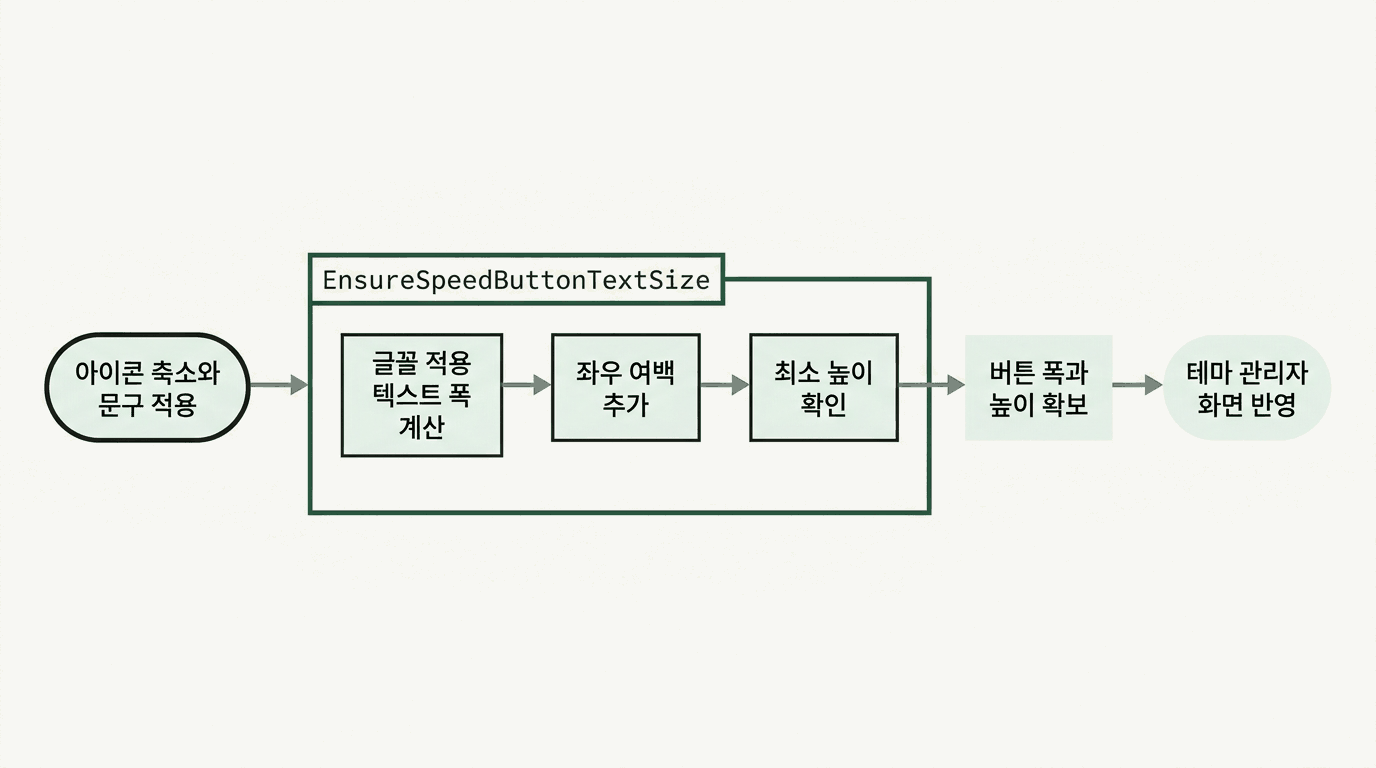 EnsureSpeedButtonTextSize
아이콘 축소와
문구 적용
글꼴 적용
텍스트 폭
계산
좌우 여백
추가
최소 높이
확인
버튼 폭과
높이 확보
테마 관리자
화면 반영